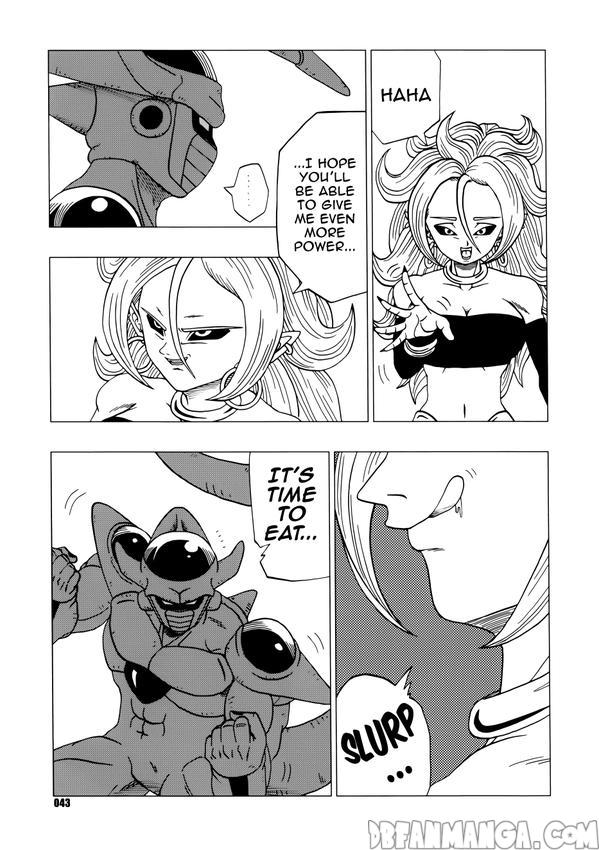 HAHA
...I HOPE
YOU'LL
BE ABLE
TO GIVE
ME EVEN
MORE
POWER...
......
IT'S
TIME
TO
EAT...
SLURP
...
043
DBFANMANGA.COM